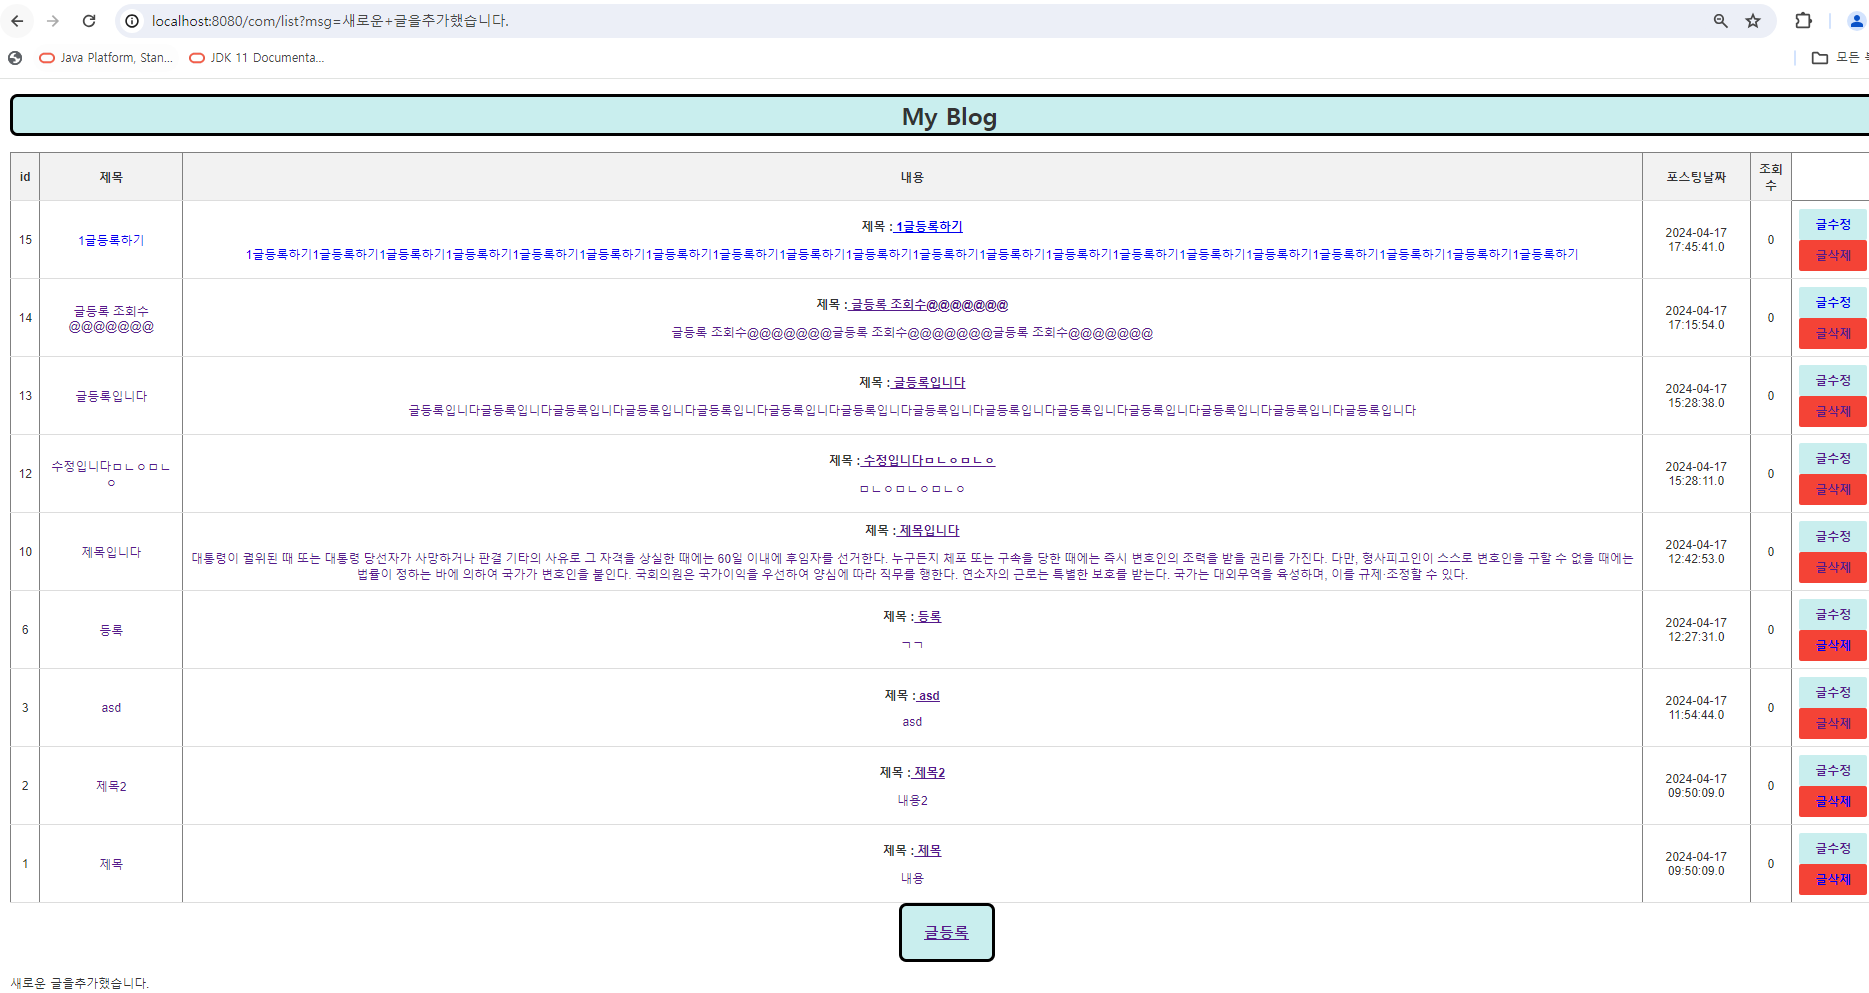 localhost:8080/com/list?msg=새로운+글을추가했습니다.
Java Platform, Stan... JDK 11 Documenta... 모든
My Blog
id 제목 내용 포스팅날짜 조회
수
15 1글등록하기 제목 : 1글등록하기 2024-04-17 17:45:41.0 0 글수정
1글등록하기1글등록하기1글등록하기1글등록하기1글등록하기1글등록하기1글등록하기1글등록하기1글등록하기1글등록하기1글등록하기1글등록하기1글등록하기1글등록하기1글등록하기1글등록하기1글등록하기1글등록하기1글등록하기1글등록하기 글삭제
14 글등록 조회수 @@@@@@@ 제목 : 글등록 조회수@@@@@@@ 2024-04-17 17:15:54.0 0 글수정
글등록 조회수@@@@@@@글등록 조회수@@@@@@@글등록 조회수@@@@@@@ 글삭제
13 글등록입니다 제목 : 글등록입니다 2024-04-17 15:28:38.0 0 글수정
글등록입니다글등록입니다글등록입니다글등록입니다글등록입니다글등록입니다글등록입니다글등록입니다글등록입니다글등록입니다글등록입니다글등록입니다글등록입니다글등록입니다 글삭제
12 수정입니다ㅁㄴㅇㅁㄴㅇ 제목 : 수정입니다ㅁㄴㅇㅁㄴㅇ 2024-04-17 15:28:11.0 0 글수정
ㅁㄴㅇㅁㄴㅇㅁㄴㅇ 글삭제
10 제목입니다 제목 : 제목입니다 2024-04-17 12:42:53.0 0 글수정
대통령이 궐위된 때 또는 대통령 당선자가 사망하거나 판결 기타의 사유로 그 자격을 상실한 때에는 60일 이내에 후임자를 선거한다. 누구든지 체포 또는 구속을 당한 때에는 즉시 변호인의 조력을 받을 권리를 가진다. 다만, 형사피고인이 스스로 변호인을 구할 수 없을 때에는
법률이 정하는 바에 의하여 국가가 변호인을 붙인다. 국회의원은 국가이익을 우선하여 양심에 따라 직무를 행한다. 연소자의 근로는 특별한 보호를 받는다. 국가는 대외무역을 육성하며, 이를 규제·조정할 수 있다. 글삭제
6 등록 제목 : 등록 2024-04-17 12:27:31.0 0 글수정
ㄱㄱ 글삭제
3 asd 제목 : asd 2024-04-17 11:54:44.0 0 글수정
asd 글삭제
2 제목2 제목 : 제목2 2024-04-17 09:50:09.0 0 글수정
내용2 글삭제
1 제목 제목 : 제목 2024-04-17 09:50:09.0 0 글수정
내용 글삭제
글등록
새로운 글을추가했습니다.